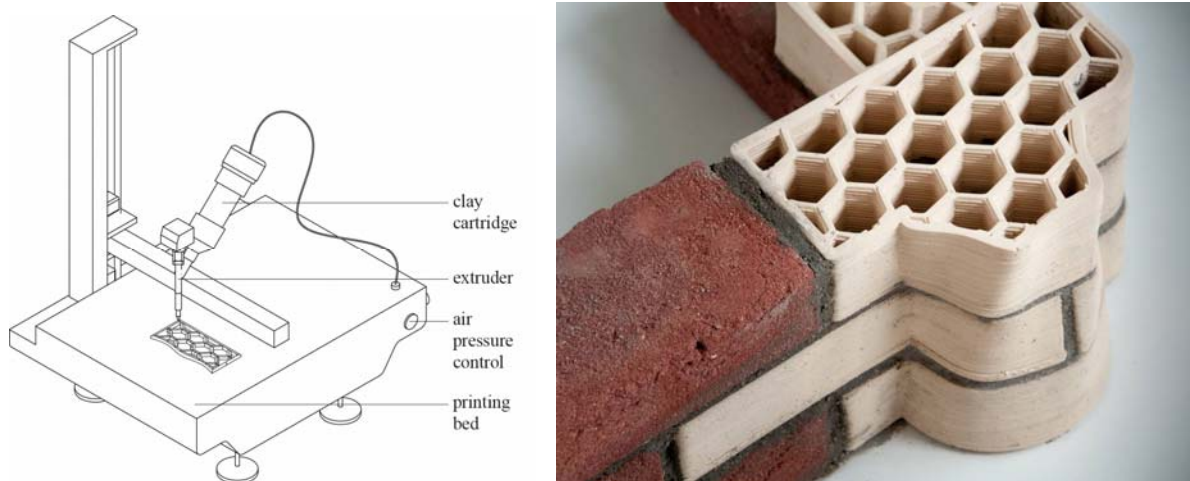 clay
cartridge
extruder
air
pressure
control
printing
bed